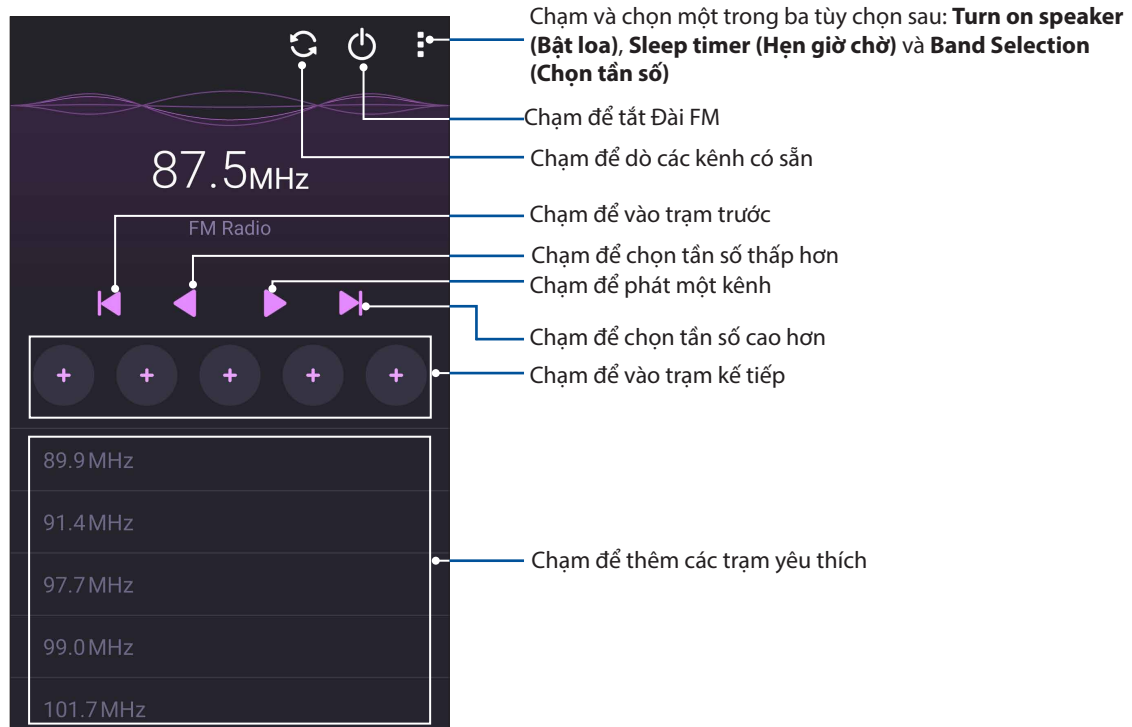 Chạm và chọn một trong ba tùy chọn sau: Turn on speaker
(Bật loa), Sleep timer (Hẹn giờ chờ) và Band Selection
(Chọn tần số)
Chạm để tắt Đài FM
Chạm để dò các kênh có sẵn
87.5MHz
Chạm để vào trạm trước
FM Radio
Chạm để chọn tần số thấp hơn
Chạm để phát một kênh
Chạm để chọn tần số cao hơn
Chạm để vào trạm kế tiếp
89.9MHz
91.4MHz
Chạm để thêm các trạm yêu thích
97.7MHz
99.0MHz
101.7MHz